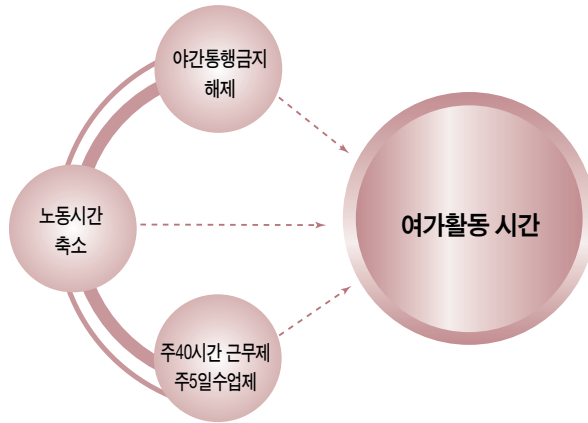 야간통행금지
해제
노동시간
축소
여가활동 시간
주40시간 근무제
주5일수업제